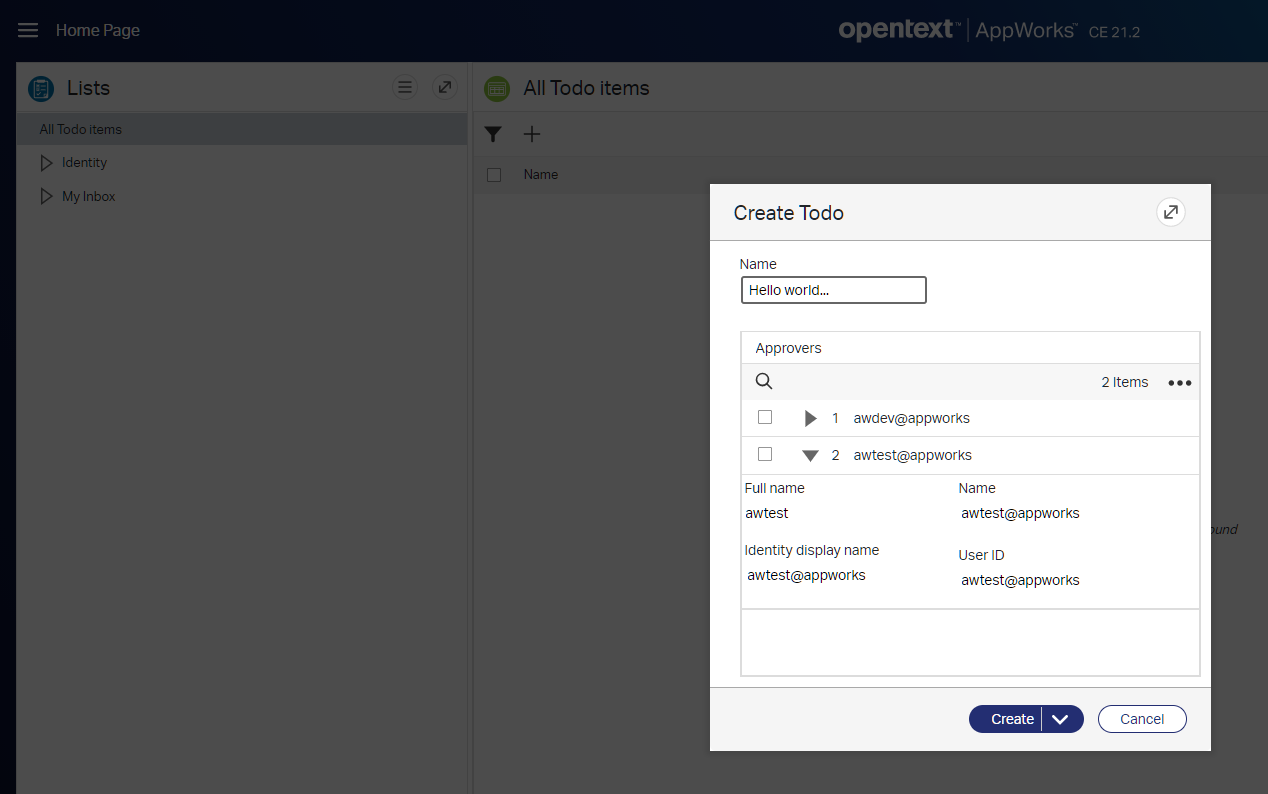 Home Page
opentext™ | AppWorks™ CE 21.2
Lists
All Todo items
All Todo items
Identity
My Inbox
Name
Create Todo
Name
Hello world...
Approvers
2 Items
1 awdev@appworks
2 awtest@appworks
Full name Name
awtest awtest@appworks
Identity display name User ID
awtest@appworks awtest@appworks
Create Cancel